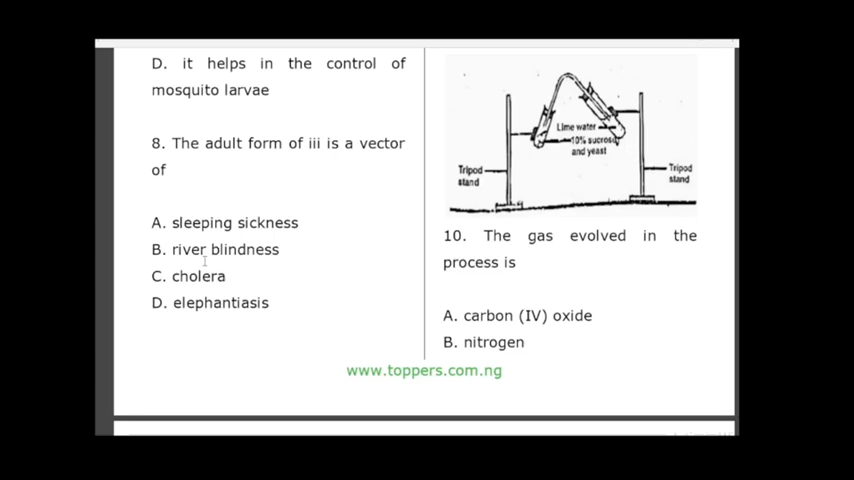 D. it helps in the control of
mosquito larvae
8. The adult form of iii is a vector
of
A. sleeping sickness
B. river blindness
C. cholera
D. elephantiasis
Lime water
10% sucrose
and yeast
Tripod
stand
Tripod
stand
10. The gas evolved in the
process is
A. carbon (IV) oxide
B. nitrogen
www.toppers.com.ng